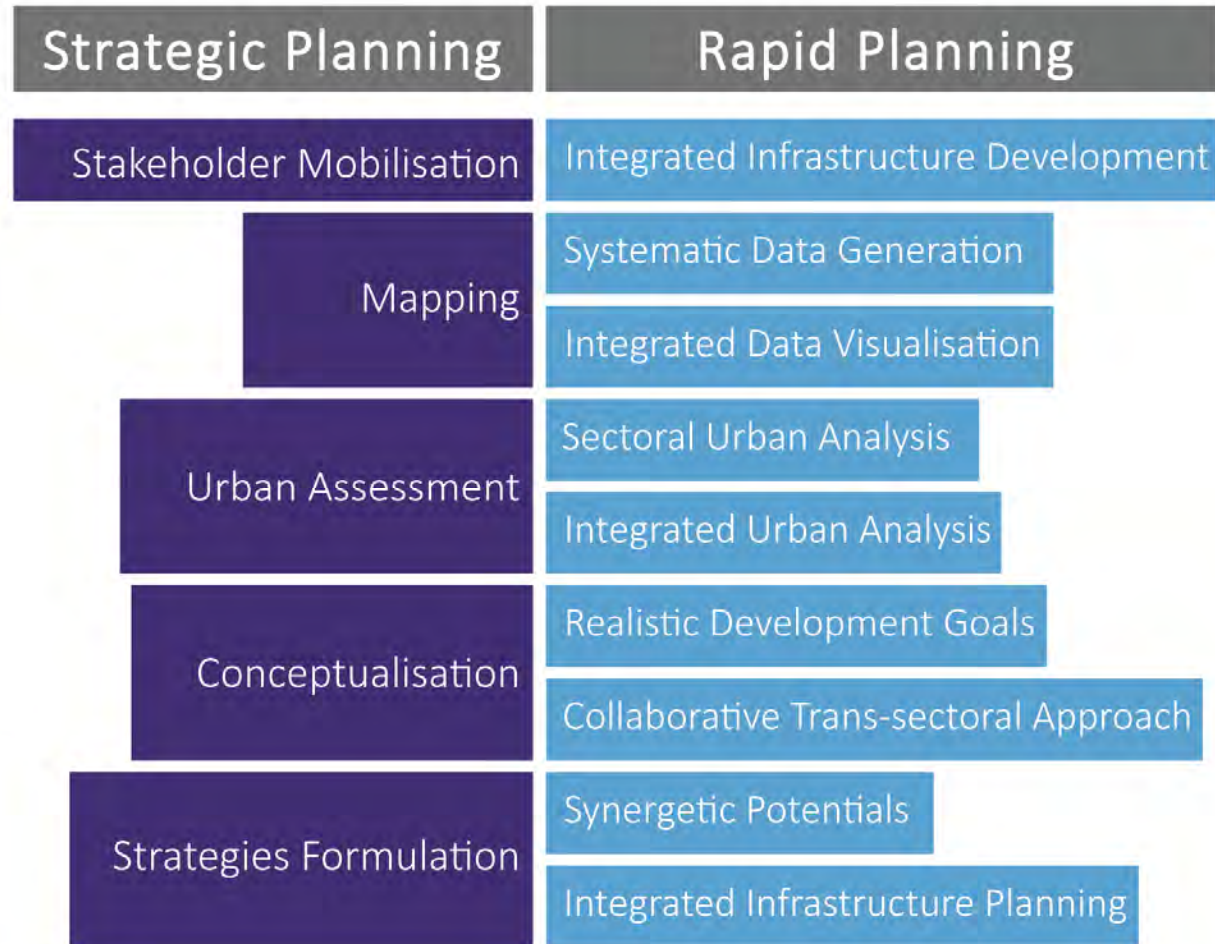 Strategic Planning
Rapid Planning
Stakeholder Mobilisation
Integrated Infrastructure Development
Mapping
Systematic Data Generation
Integrated Data Visualisation
Urban Assessment
Sectoral Urban Analysis
Integrated Urban Analysis
Conceptualisation
Realistic Development Goals
Collaborative Trans-sectoral Approach
Strategies Formulation
Synergetic Potentials
Integrated Infrastructure Planning